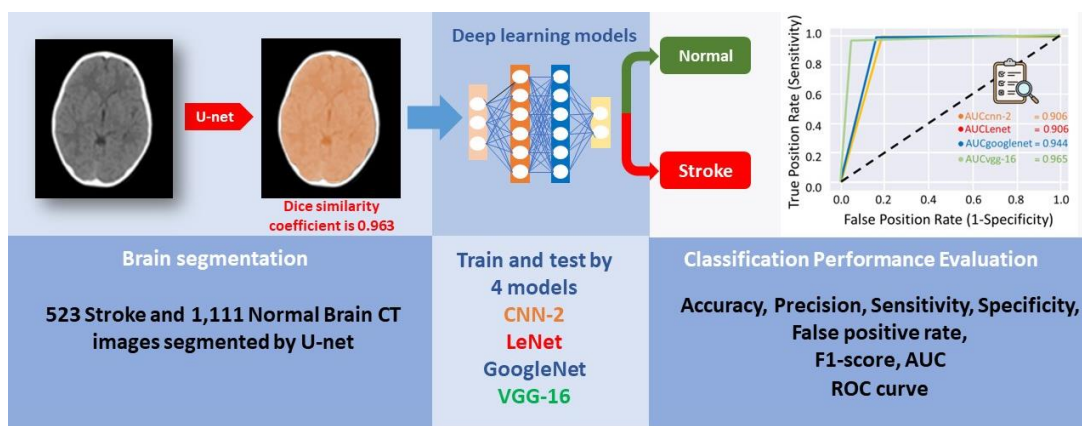 U-net
Dice similarity
coefficient is 0.963
Deep learning models
Normal
Stroke
True Position Rate (Sensitivity)
1.0
0.8
0.6
0.4
0.2
0.0
AUCcnn-2 = 0.906
AUCLenet = 0.906
AUCgooglenet = 0.944
AUCvgg-16 = 0.965
0.0 0.2 0.4 0.6 0.8 1.0
False Position Rate (1-Specificity)
Brain segmentation
523 Stroke and 1,111 Normal Brain CT
images segmented by U-net
Train and test by
4 models
CNN-2
LeNet
GoogleNet
VGG-16
Classification Performance Evaluation
Accuracy, Precision, Sensitivity, Specificity,
False positive rate,
F1-score, AUC
ROC curve